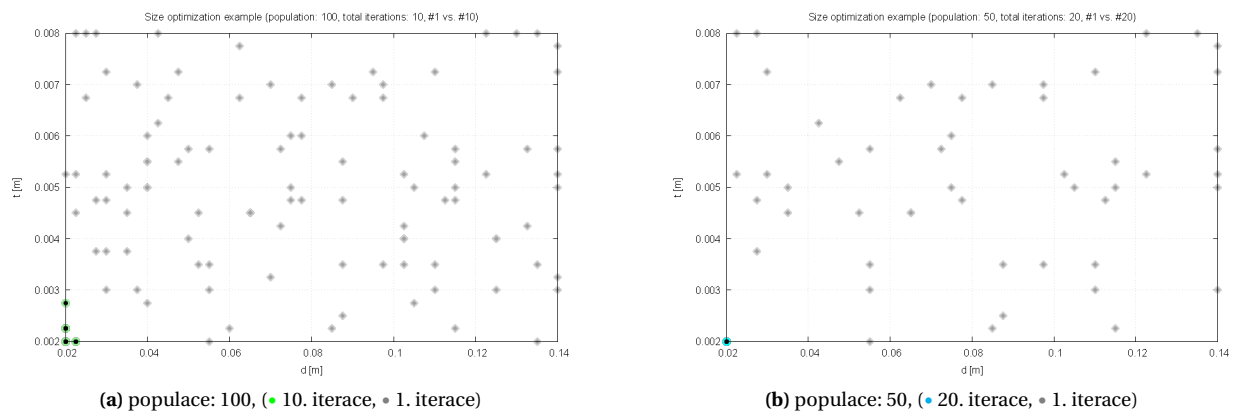 Size optimization example (population: 100, total iterations: 10, #1 vs. #10)
0.008
0.007
0.006
0.005
0.004
0.003
0.002
t [m]
0.02 0.04 0.06 0.08 0.1 0.12 0.14
d [m]
(a) populace: 100, (• 10. iterace, • 1. iterace)
Size optimization example (population: 50, total iterations: 20, #1 vs. #20)
0.008
0.007
0.006
0.005
0.004
0.003
0.002
t [m]
0.02 0.04 0.06 0.08 0.1 0.12 0.14
d [m]
(b) populace: 50, (• 20. iterace, • 1. iterace)